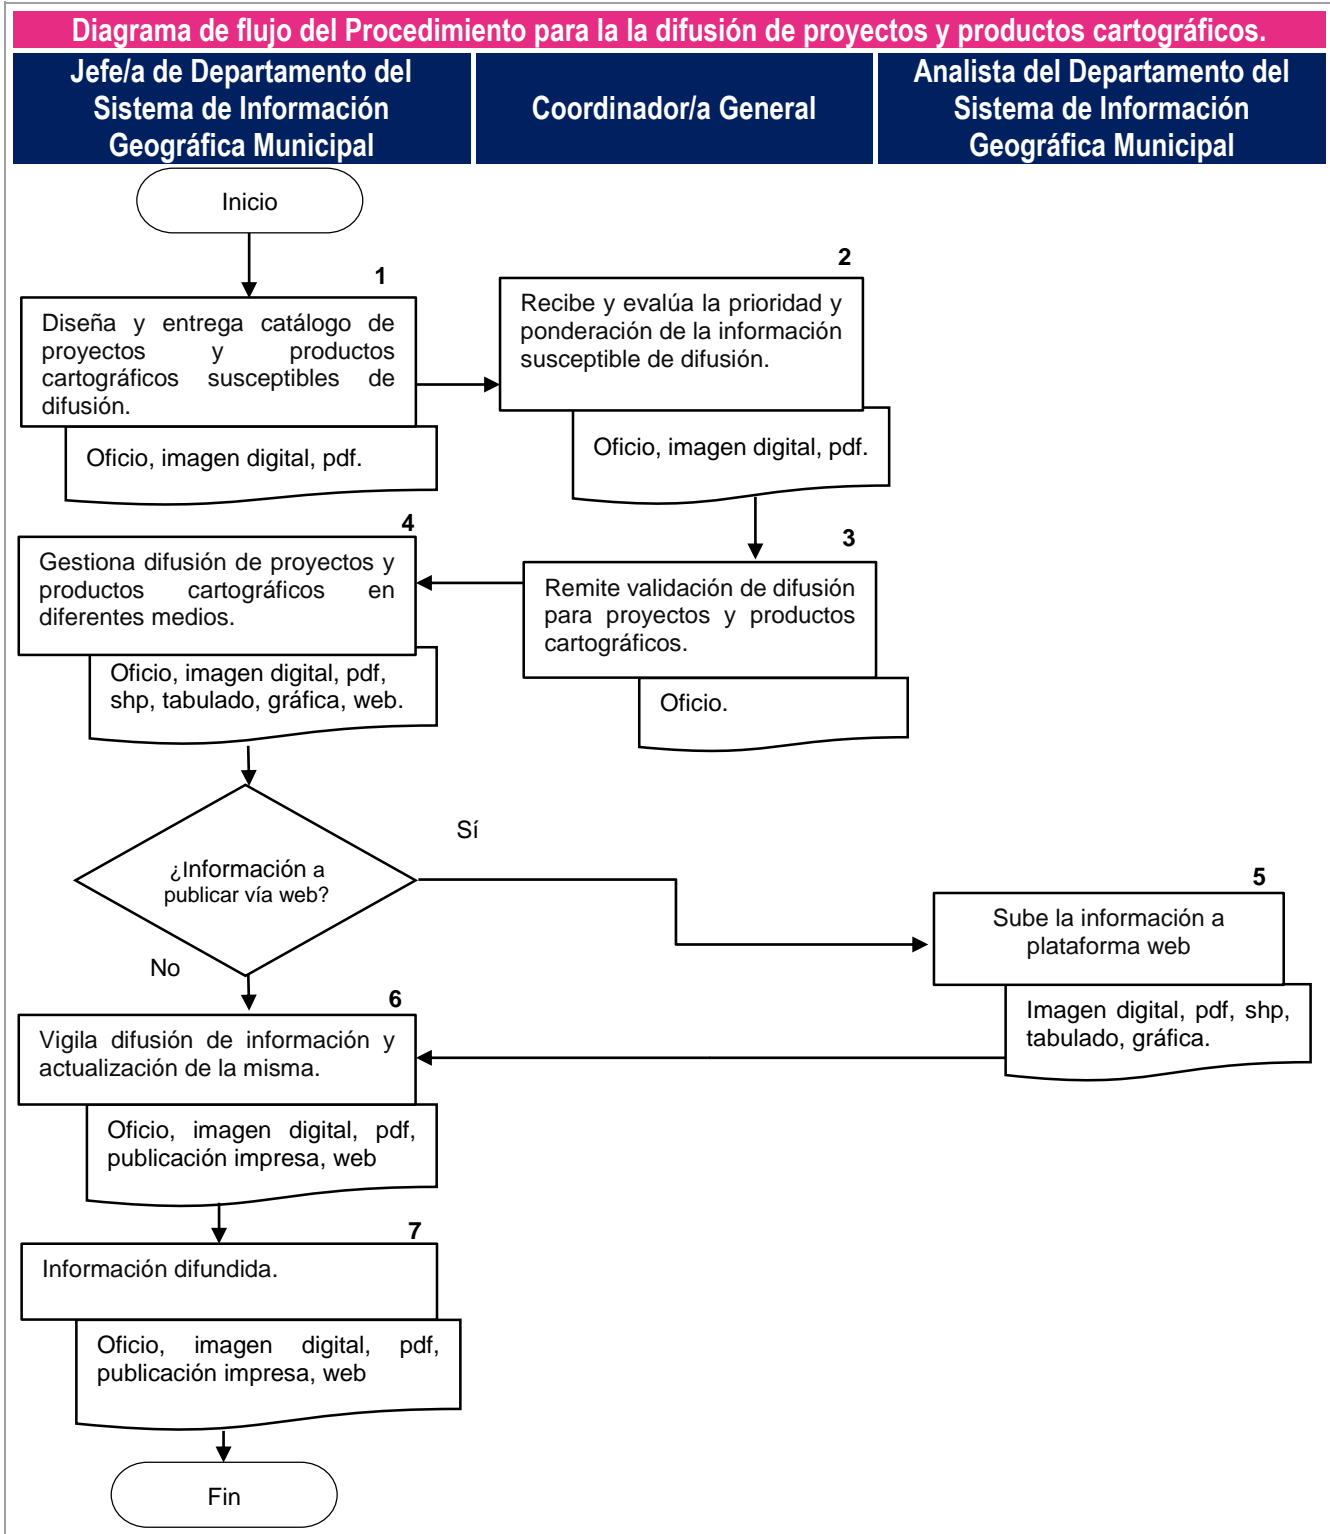 Diagrama de flujo del Procedimiento para la la difusión de proyectos y productos cartográficos.
Jefe/a de Departamento del
Sistema de Información
Geográfica Municipal
Coordinador/a General
Analista del Departamento del
Sistema de Información
Geográfica Municipal
Inicio
1
Diseña y entrega catálogo de
proyectos y productos
cartográficos susceptibles de
difusión.
Oficio, imagen digital, pdf.
2
Recibe y evalúa la prioridad y
ponderación de la información
susceptible de difusión.
Oficio, imagen digital, pdf.
3
Remite validación de difusión
para proyectos y productos
cartográficos.
Oficio.
4
Gestiona difusión de proyectos y
productos cartográficos en
diferentes medios.
Oficio, imagen digital, pdf,
shp, tabulado, gráfica, web.
¿Información a
publicar vía web?
Sí
No
5
Sube la información a
plataforma web
Imagen digital, pdf, shp,
tabulado, gráfica.
6
Vigila difusión de información y
actualización de la misma.
Oficio, imagen digital, pdf,
publicación impresa, web
7
Información difundida.
Oficio, imagen digital, pdf,
publicación impresa, web
Fin